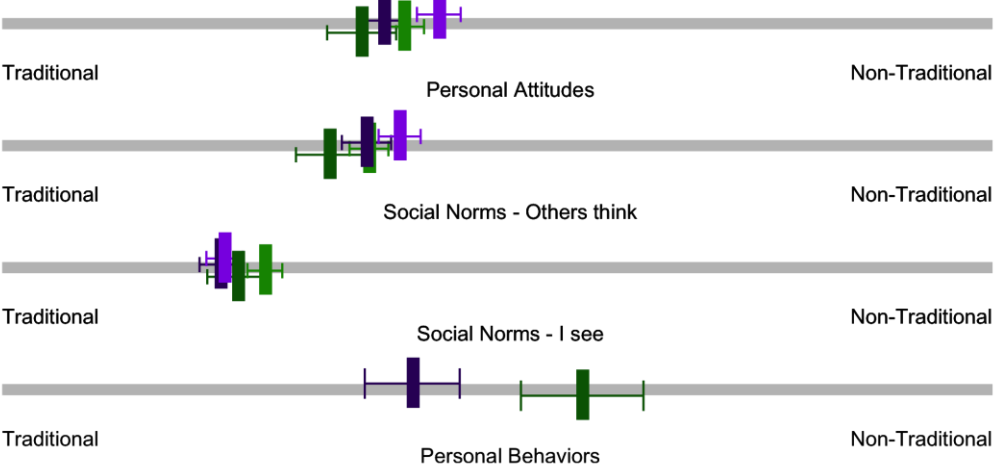 Traditional
Non-Traditional
Personal Attitudes
Traditional
Non-Traditional
Social Norms - Others think
Traditional
Non-Traditional
Social Norms - I see
Traditional
Non-Traditional
Personal Behaviors